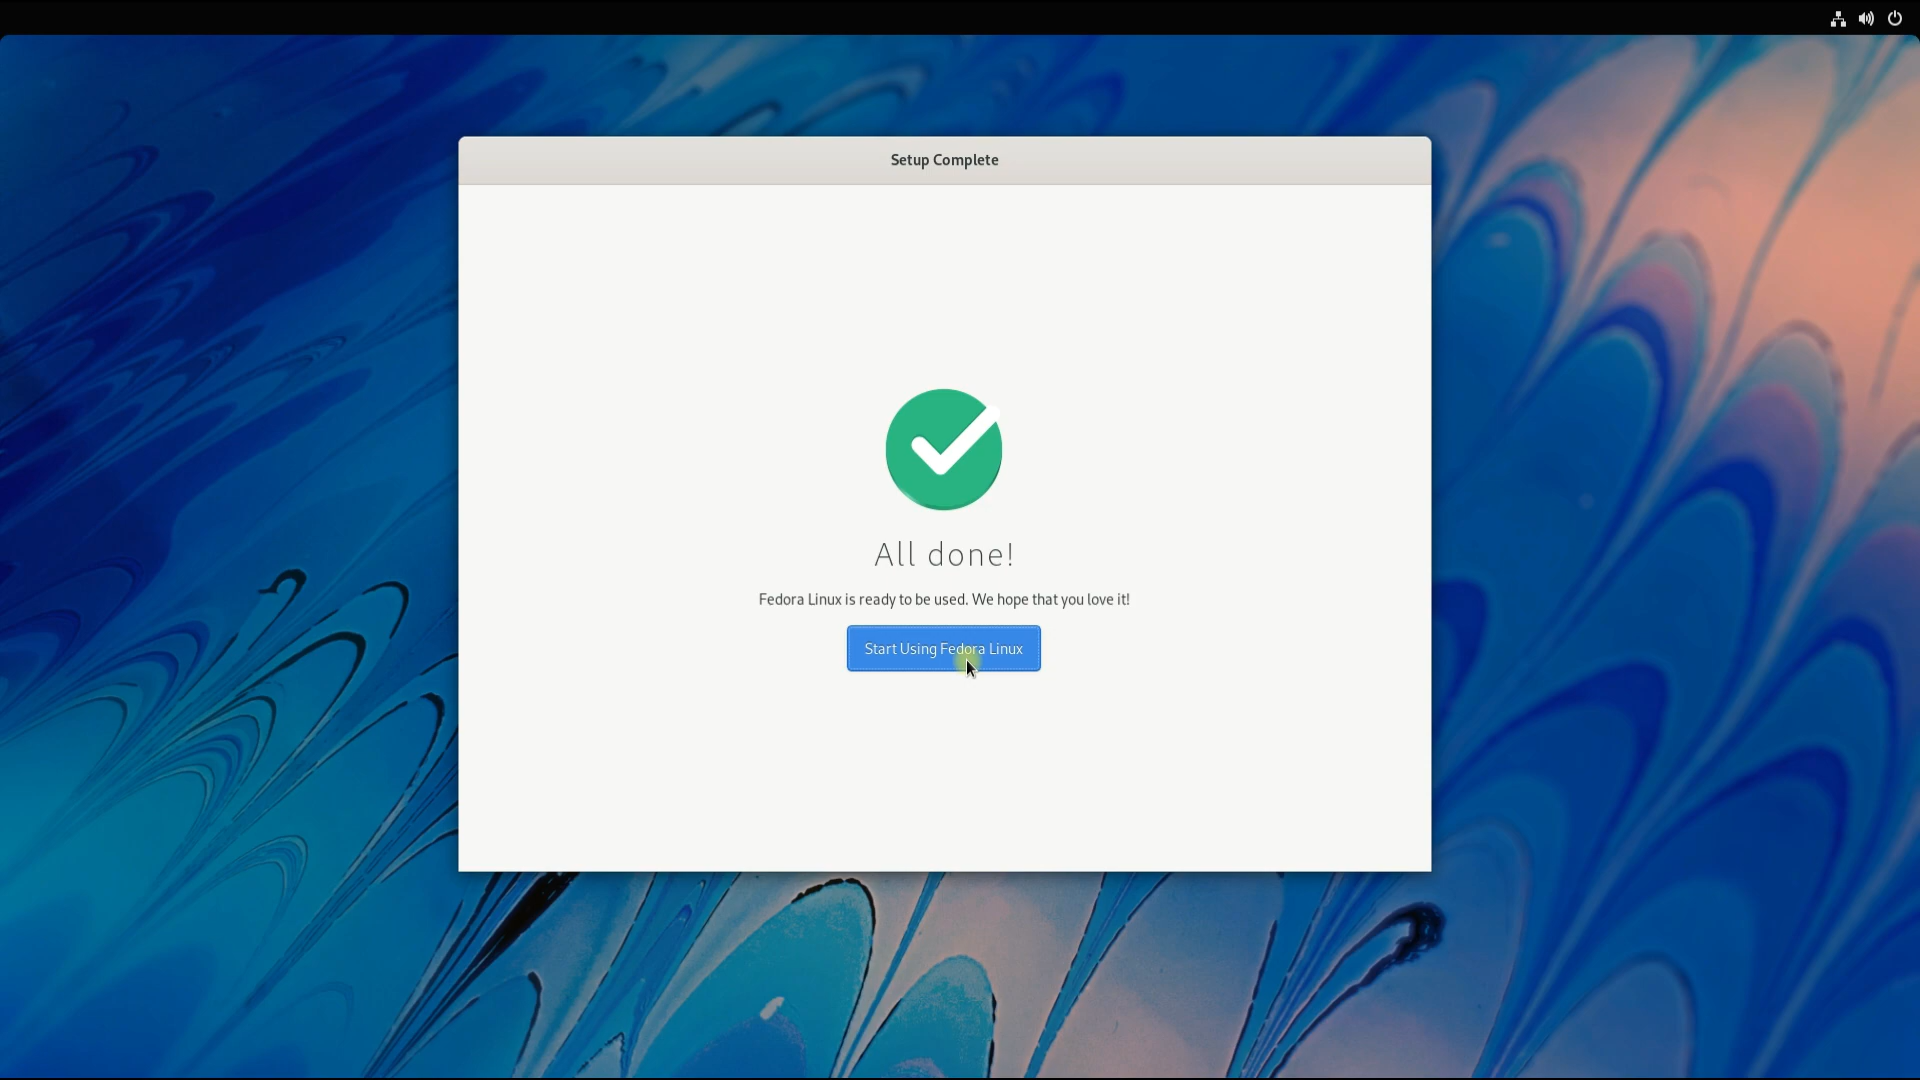 Setup Complete
All done!
Fedora Linux is ready to be used. We hope that you love it!
Start Using Fedora Linux